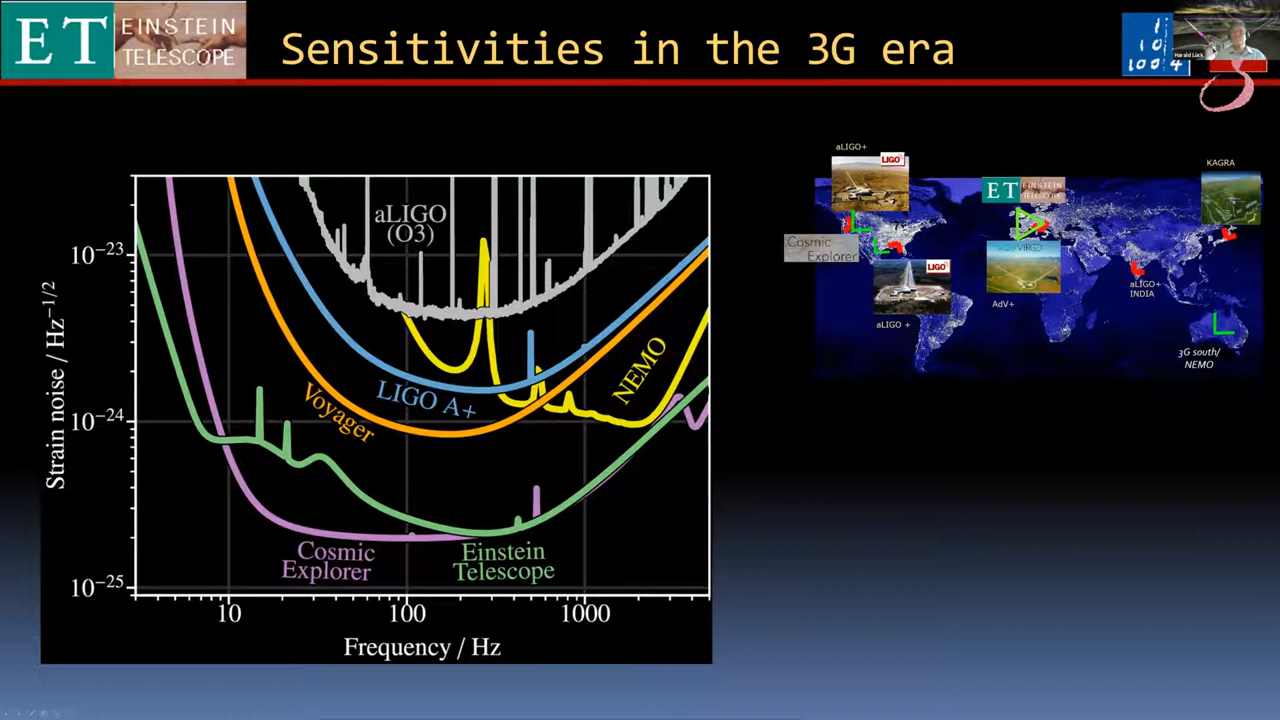 ET EINSTEIN
TELESCOPE
Sensitivities in the 3G era
Harald Lück
aLIGO
(O3)
LIGO A+
Voyager
NEMO
Cosmic
Explorer
Einstein
Telescope
10⁻²³
10⁻²⁴
10⁻²⁵
Strain noise / Hz⁻¹/²
10
100
1000
Frequency / Hz
aLIGO+
LIGO
ET EINSTEIN
TELESCOPE
KAGRA
Cosmic
Explorer
LIGO
aLIGO +
AdV+
aLIGO+
INDIA
3G south/
NEMO